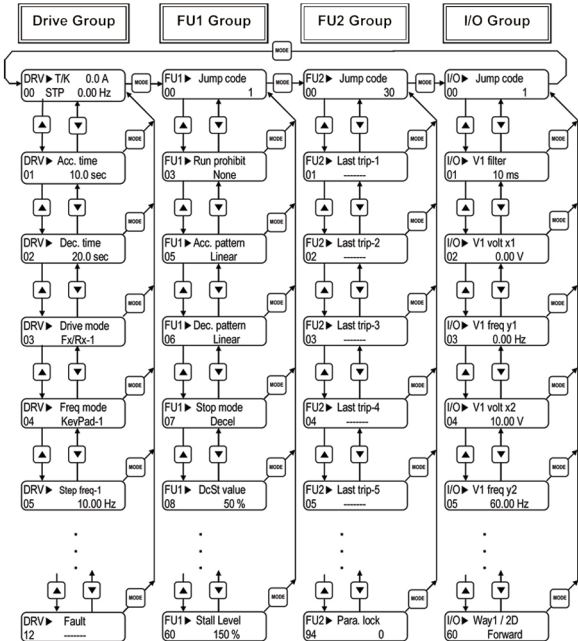 Drive Group
FU1 Group
FU2 Group
I/O Group
MODE
DRV▶ T/K 0.0 A
00 STP 0.00 Hz
MODE
FU1▶ Jump code
00 1
MODE
FU2▶ Jump code
00 30
MODE
I/O▶ Jump code
00 1
MODE
MODE
MODE
MODE
DRV▶ Acc. time
01 10.0 sec
FU1▶ Run prohibit
03 None
FU2▶ Last trip-1
01 -------
I/O▶ V1 filter
01 10 ms
MODE
MODE
MODE
MODE
DRV▶ Dec. time
02 20.0 sec
FU1▶ Acc. pattern
05 Linear
FU2▶ Last trip-2
02 -------
I/O▶ V1 volt x1
02 0.00 V
MODE
MODE
MODE
MODE
DRV▶ Drive mode
03 Fx/Rx-1
FU1▶ Dec. pattern
06 Linear
FU2▶ Last trip-3
03 -------
I/O▶ V1 freq y1
03 0.00 Hz
MODE
MODE
MODE
MODE
DRV▶ Freq mode
04 KeyPad-1
FU1▶ Stop mode
07 Decel
FU2▶ Last trip-4
04 -------
I/O▶ V1 volt x2
04 10.00 V
MODE
MODE
MODE
MODE
DRV▶ Step freq-1
05 10.00 Hz
FU1▶ DcSt value
08 50 %
FU2▶ Last trip-5
05 -------
I/O▶ V1 freq y2
05 60.00 Hz
MODE
MODE
MODE
MODE
DRV▶ Fault
12 -------
FU1▶ Stall Level
60 150 %
FU2▶ Para. lock
94 0
I/O▶ Way1 / 2D
60 Forward